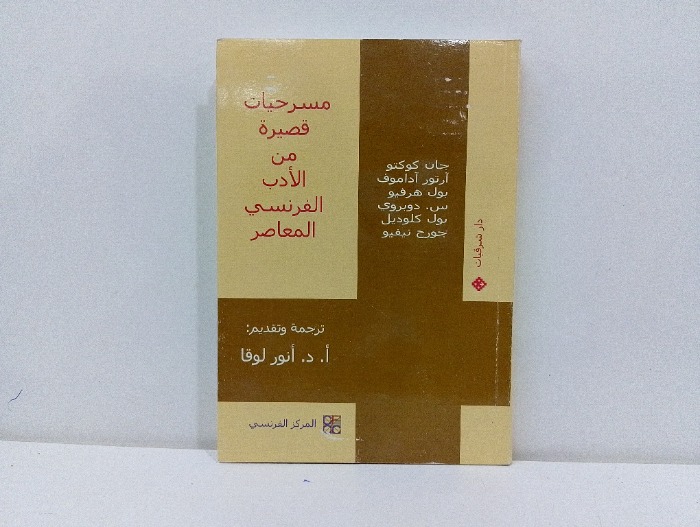 مسرحيات
قصيرة
من
الأدب
الفرنسي
المعاصر
جان كوكتو
آرتور آداموف
بول هرفيو
س. دوبروي
بول كلوديل
جورج نيفيو
دار شرقيات
ترجمة وتقديم:
أ. د. أنور لوقا
المركز الفرنسي